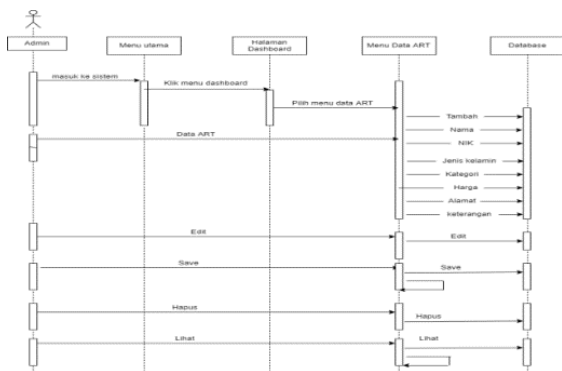 Admin
Menu utama
Halaman
Dashboard
Menu Data ART
Database
masuk ke sistem
Klik menu dashboard
Pilih menu data ART
Tambah
Data ART
Nama
NIK
Jenis kelamin
Kategori
Harga
Alamat
keterangan
Edit
Edit
Save
Save
Hapus
Hapus
Lihat
Lihat